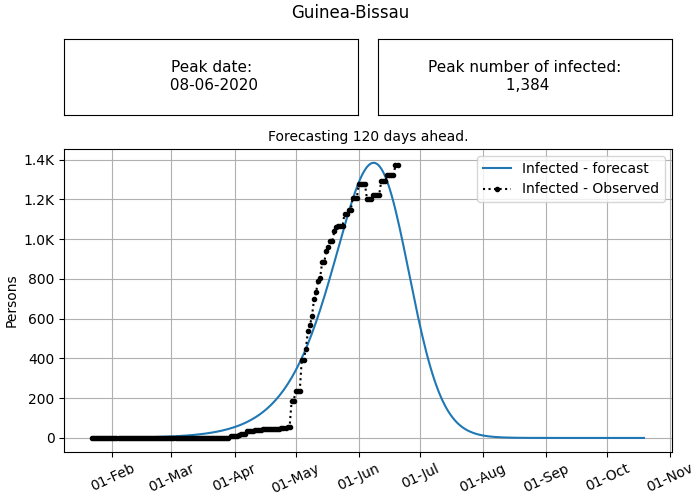 Guinea-Bissau
Peak date:
08-06-2020
Peak number of infected:
1,384
Forecasting 120 days ahead.
Infected - forecast
Infected - Observed
1.4K
1.2K
1.0K
800
600
400
200
0
Persons
01-Feb
01-Mar
01-Apr
01-May
01-Jun
01-Jul
01-Aug
01-Sep
01-Oct
01-Nov